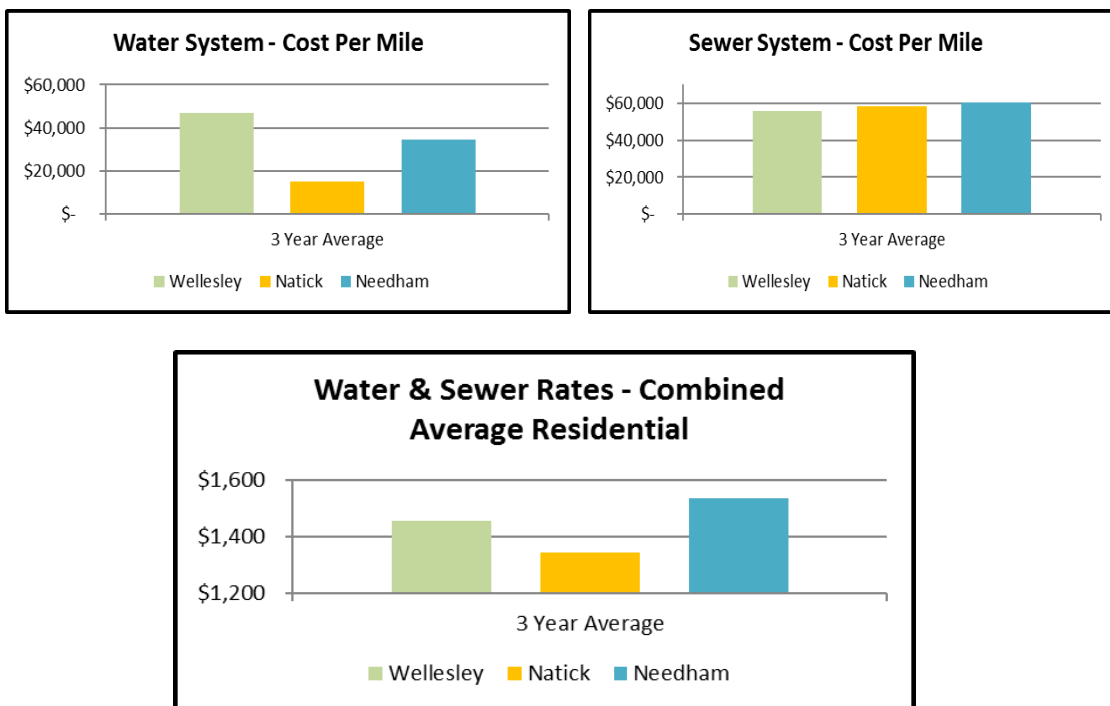 Water System - Cost Per Mile
$60,000
$40,000
$20,000
$-
3 Year Average
Wellesley Natick Needham
Sewer System - Cost Per Mile
$60,000
$40,000
$20,000
$-
3 Year Average
Wellesley Natick Needham
Water & Sewer Rates - Combined
Average Residential
$1,600
$1,400
$1,200
3 Year Average
Wellesley Natick Needham